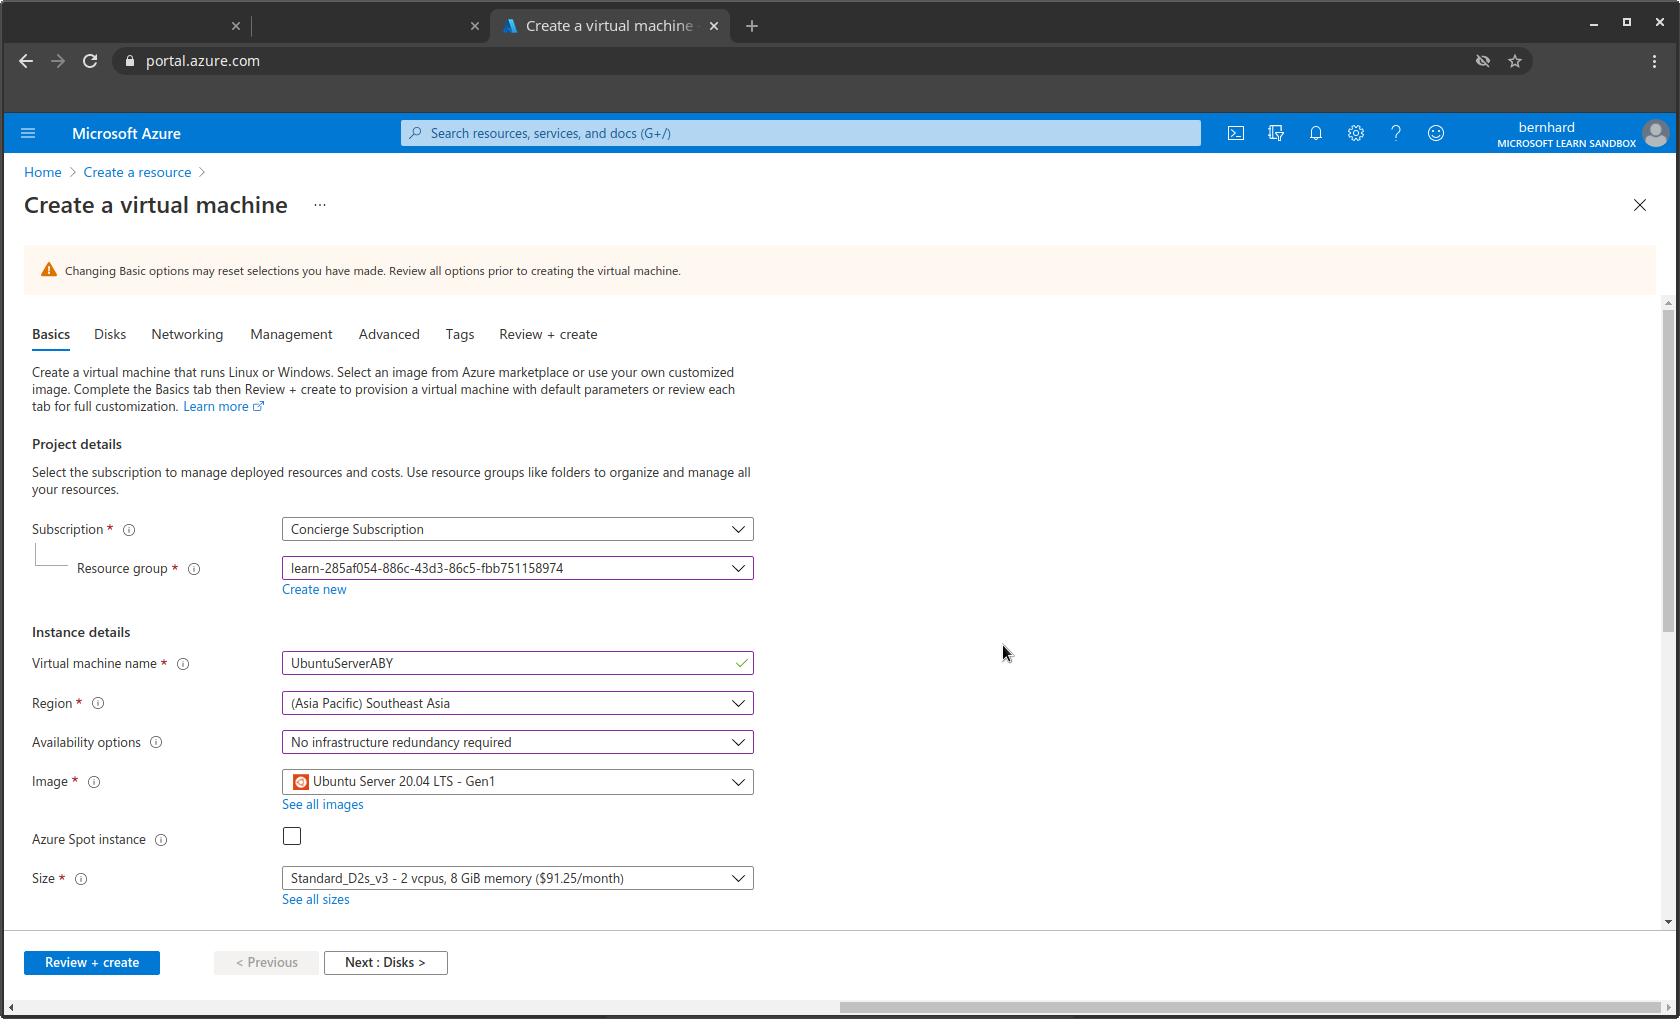 Create a virtual machine
portal.azure.com
Microsoft Azure
Search resources, services, and docs (G+/)
bernhard
MICROSOFT LEARN SANDBOX
Home > Create a resource >
Create a virtual machine ...
Changing Basic options may reset selections you have made. Review all options prior to creating the virtual machine.
Basics Disks Networking Management Advanced Tags Review + create
Create a virtual machine that runs Linux or Windows. Select an image from Azure marketplace or use your own customized
image. Complete the Basics tab then Review + create to provision a virtual machine with default parameters or review each
tab for full customization. Learn more
Project details
Select the subscription to manage deployed resources and costs. Use resource groups like folders to organize and manage all
your resources.
Subscription *
Concierge Subscription
Resource group *
learn-285af054-886c-43d3-86c5-fbb751158974
Create new
Instance details
Virtual machine name *
UbuntuServerABY
Region *
(Asia Pacific) Southeast Asia
Availability options
No infrastructure redundancy required
Image *
Ubuntu Server 20.04 LTS - Gen1
See all images
Azure Spot instance
Size *
Standard_D2s_v3 - 2 vcpus, 8 GiB memory ($91.25/month)
See all sizes
Review + create
< Previous
Next : Disks >